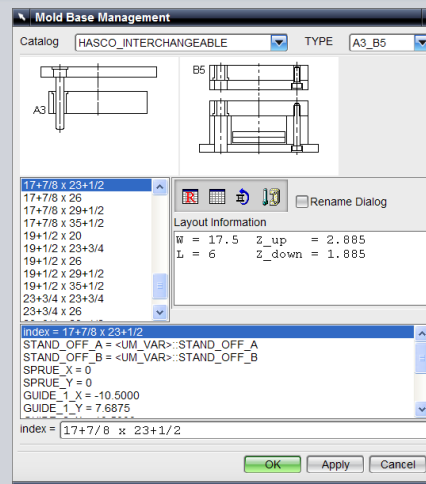 Mold Base Management
Catalog HASCO_INTERCHANGEABLE TYPE A3_B5
A3
B5
17+7/8 x 23+1/2
17+7/8 x 26
17+7/8 x 29+1/2
17+7/8 x 35+1/2
19+1/2 x 20
19+1/2 x 23+3/4
19+1/2 x 26
19+1/2 x 29+1/2
19+1/2 x 35+1/2
23+3/4 x 23+3/4
23+3/4 x 26
Rename Dialog
Layout Information
W = 17.5 Z_up = 2.885
L = 6 Z_down = 1.885
index = 17+7/8 x 23+1/2
STAND_OFF_A = <UM_VAR>::STAND_OFF_A
STAND_OFF_B = <UM_VAR>::STAND_OFF_B
SPRUE_X = 0
SPRUE_Y = 0
GUIDE_1_X = -10.5000
GUIDE_1_Y = 7.6875
index = 17+7/8 x 23+1/2
OK Apply Cancel